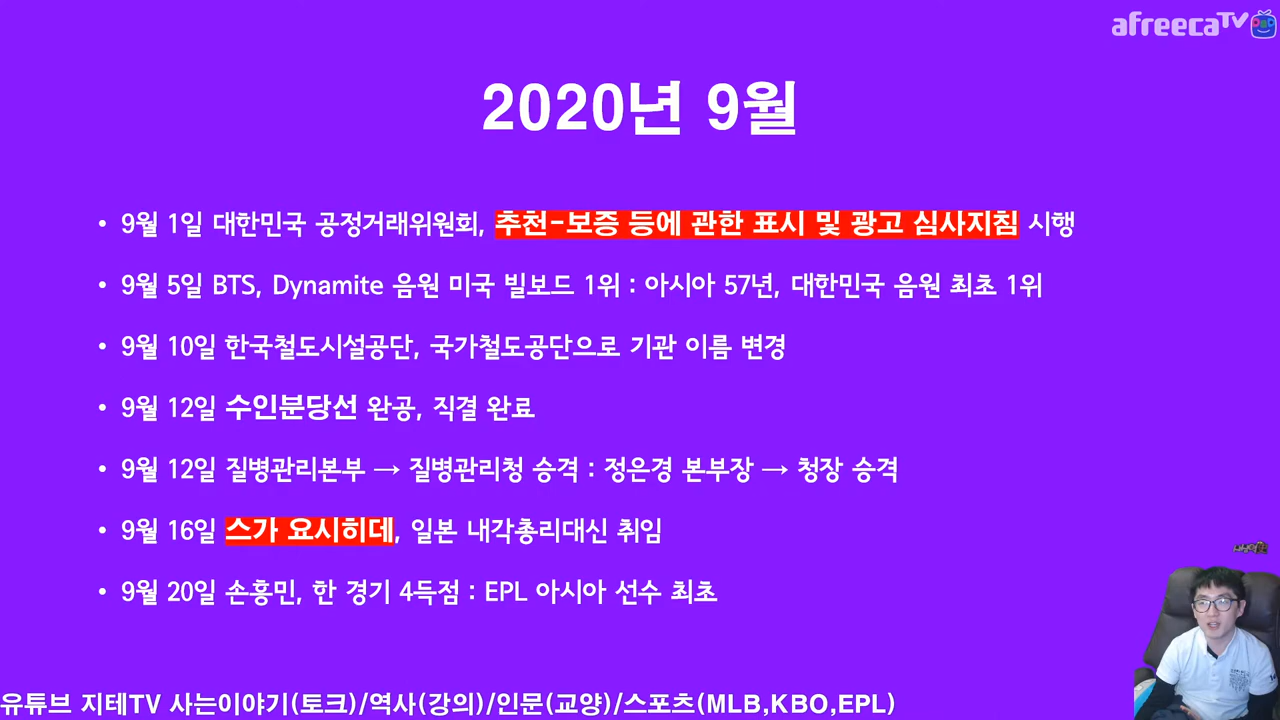 afreecaTV
2020년 9월
• 9월 1일 대한민국 공정거래위원회, 추천-보증 등에 관한 표시 및 광고 심사지침 시행
• 9월 5일 BTS, Dynamite 음원 미국 빌보드 1위 : 아시아 57년, 대한민국 음원 최초 1위
• 9월 10일 한국철도시설공단, 국가철도공단으로 기관 이름 변경
• 9월 12일 수인분당선 완공, 직결 완료
• 9월 12일 질병관리본부 → 질병관리청 승격 : 정은경 본부장 → 청장 승격
• 9월 16일 스가 요시히데, 일본 내각총리대신 취임
• 9월 20일 손흥민, 한 경기 4득점 : EPL 아시아 선수 최초
유튜브 지테TV 사는이야기(토크)/역사(강의)/인문(교양)/스포츠(MLB,KBO,EPL)